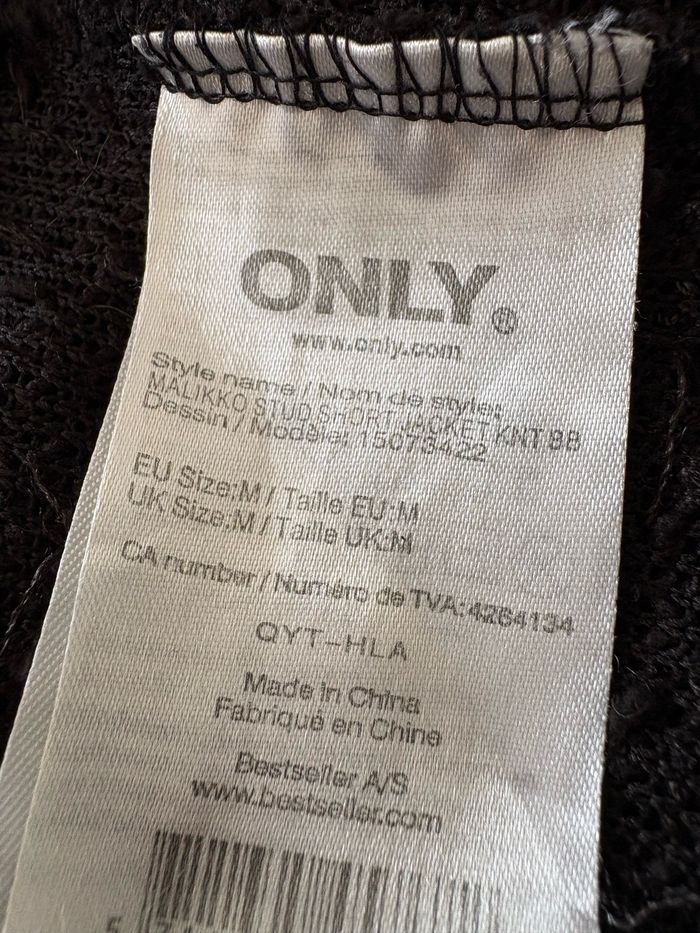 ONLY®
www.only.com
Style name / Nom de style:
MALIKKO STUD SHORT JACKET KNT BB
Dessin / Modèle: 15073422
EU Size:M / Taille EU:M
UK Size:M / Taille UK:M
CA number / Numéro de TVA:4264134
QYT-HLA
Made in China
Fabriqué en Chine
Bestseller A/S
www.bestseller.com